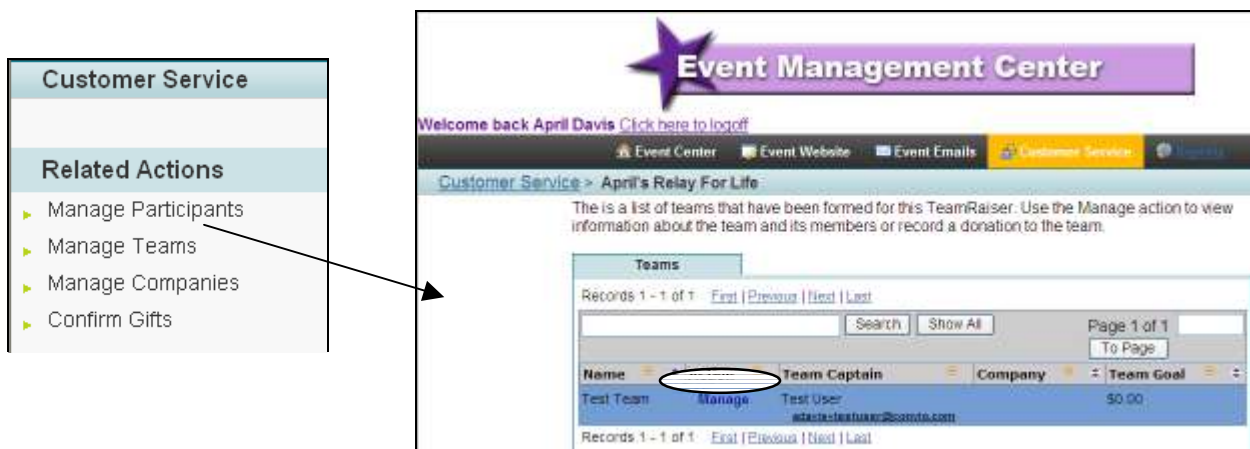 Customer Service
Related Actions
Manage Participants
Manage Teams
Manage Companies
Confirm Gifts
Event Management Center
Welcome back April Davis Click here to logoff
Event Center Event Website Event Emails Customer Service
Customer Service > April's Relay For Life
The is a list of teams that have been formed for this TeamRaiser. Use the Manage action to view
information about the team and its members or record a donation to the team.
Teams
Records 1 - 1 of 1 First | Previous | Next | Last
Search Show All Page 1 of 1
To Page
Name Team Captain Company Team Goal
Test Team Manage Test User $0.00
Records 1 - 1 of 1 First | Previous | Next | Last